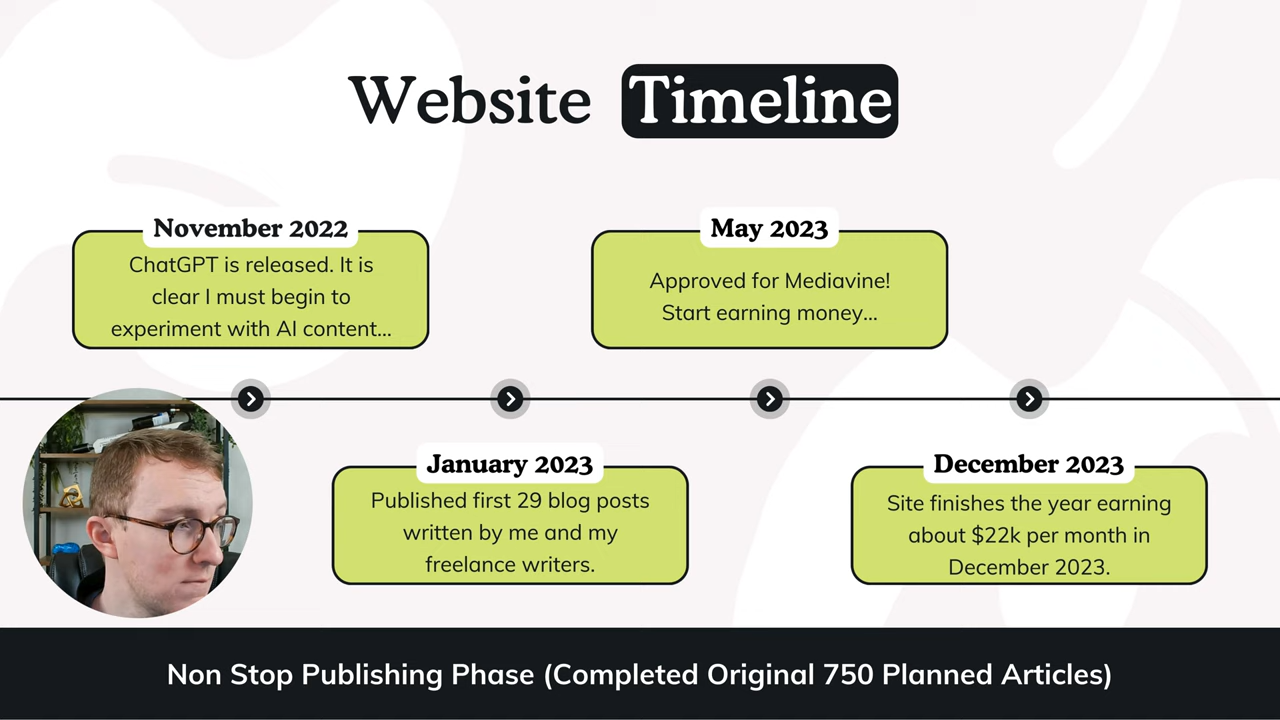 Website Timeline
November 2022
ChatGPT is released. It is
clear I must begin to
experiment with AI content...
May 2023
Approved for Mediavine!
Start earning money...
January 2023
Published first 29 blog posts
written by me and my
freelance writers.
December 2023
Site finishes the year earning
about $22k per month in
December 2023.
Non Stop Publishing Phase (Completed Original 750 Planned Articles)